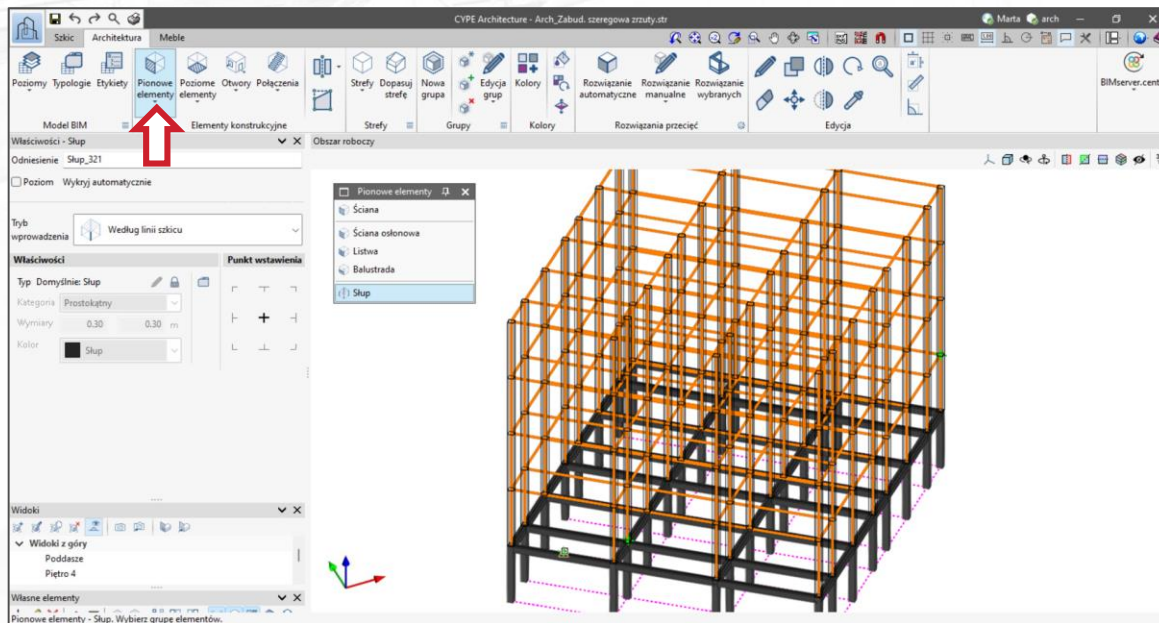 CYPE Architecture - Arch_Zabud. szeregowa zrzuty.str
Marta arch
Szkic Architektura Meble
Poziomy Typologie Etykiety Pionowe elementy Poziome elementy Otwory Połączenia
Strefy Dopasuj strefę Nowa grupa Edycja grup Kolory
Rozwiązanie automatyczne Rozwiązanie manualne Rozwiązanie wybranych
Model BIM Elementy konstrukcyjne Strefy Grupy Kolory Rozwiązania przecięć Edycja
Właściwości - Słup
Obszar roboczy
Odniesienie Słup_321
Poziom Wykryj automatycznie
Tryb wprowadzenia Według linii szkicu
Właściwości Punkt wstawienia
Typ Domyślnie: Słup
Kategoria Prostokątny
Wymiary 0.30 0.30 m
Kolor Słup
Pionowe elementy
Ściana
Ściana osłonowa
Listwa
Balustrada
Słup
Widoki
Widoki z góry
Poddasze
Piętro 4
Własne elementy
Pionowe elementy - Słup. Wybierz grupę elementów.